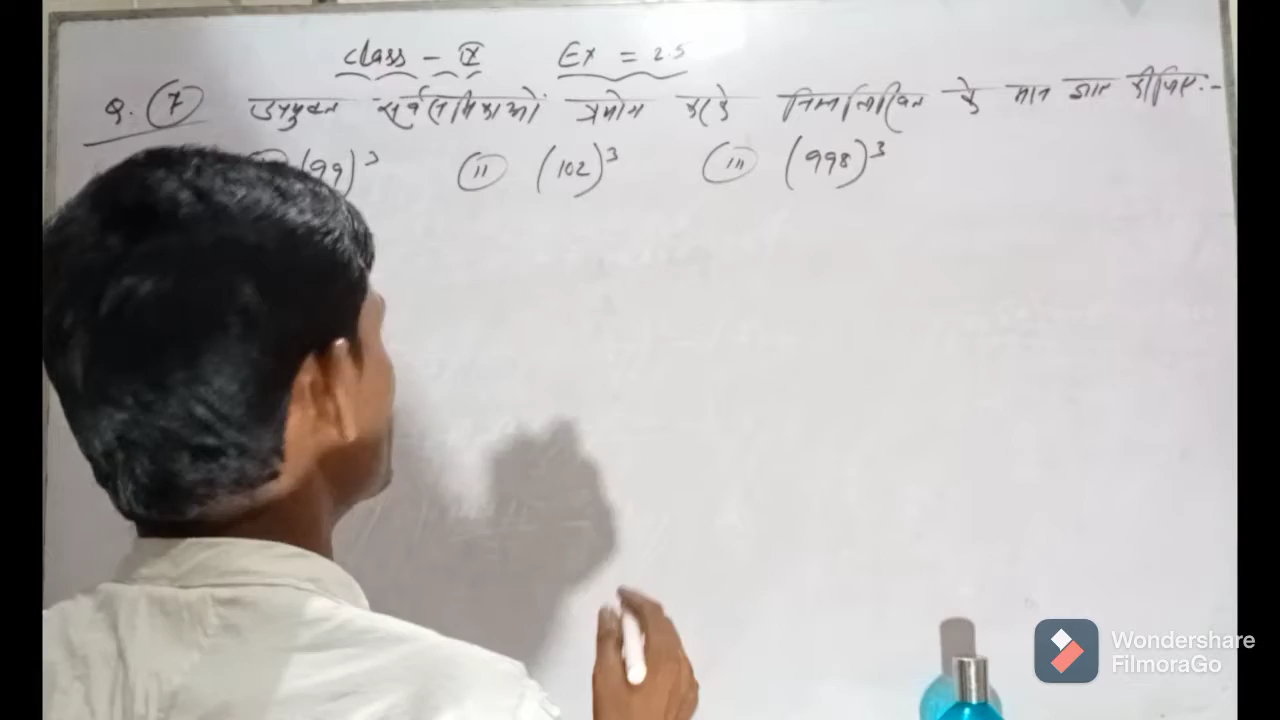 Class - IX Ex = 2.5
Q. 7 उपयुक्त सर्वसमिकाओं प्रयोग करके निम्नलिखित के मान ज्ञात कीजिए:-
(99)³ ii (102)³ iii (998)³
Wondershare
FilmoraGo